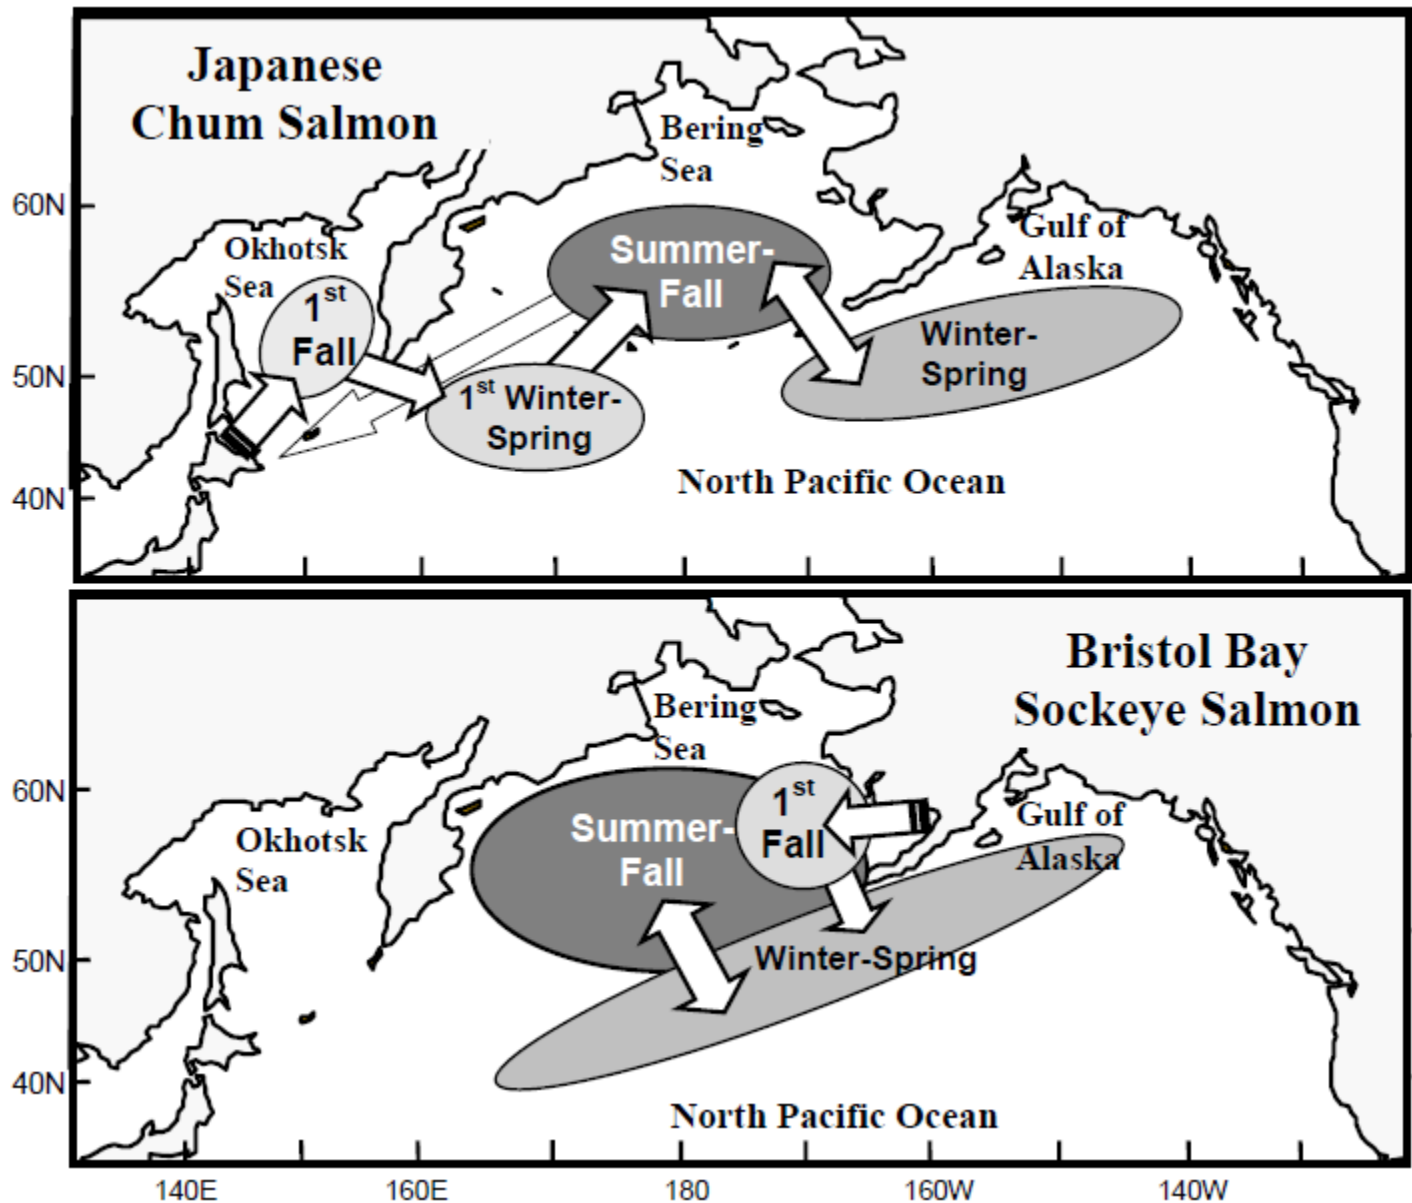 Japanese
Chum Salmon
Bering
Sea
60N
Okhotsk
Sea
Gulf of
Alaska
Summer-
Fall
1st
Fall
Winter-
Spring
50N
1st Winter-
Spring
North Pacific Ocean
40N
Bristol Bay
Sockeye Salmon
Bering
Sea
60N
Okhotsk
Sea
Summer-
Fall
1st
Fall
Gulf of
Alaska
50N
Winter-Spring
40N
North Pacific Ocean
140E 160E 180 160W 140W